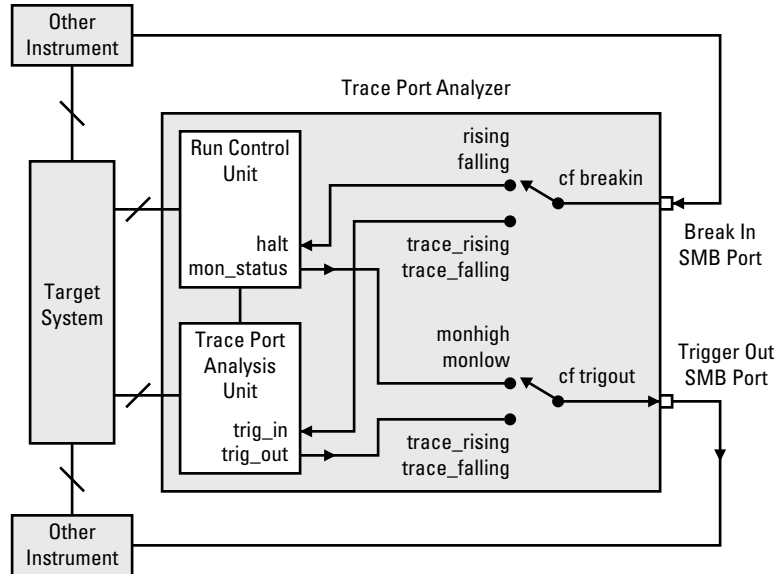 Other
Instrument
Trace Port Analyzer
Run Control
Unit
rising
falling
cf breakin
halt
mon_status
trace_rising
trace_falling
Break In
SMB Port
Target
System
Trace Port
Analysis
Unit
monhigh
monlow
cf trigout
Trigger Out
SMB Port
trig_in
trig_out
trace_rising
trace_falling
Other
Instrument